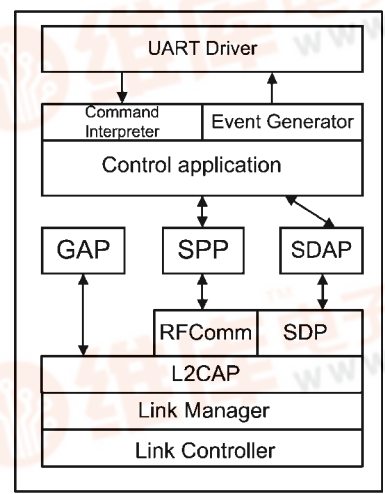 UART Driver
Command
Interpreter
Event Generator
Control application
GAP
SPP
SDAP
RFComm
SDP
L2CAP
Link Manager
Link Controller